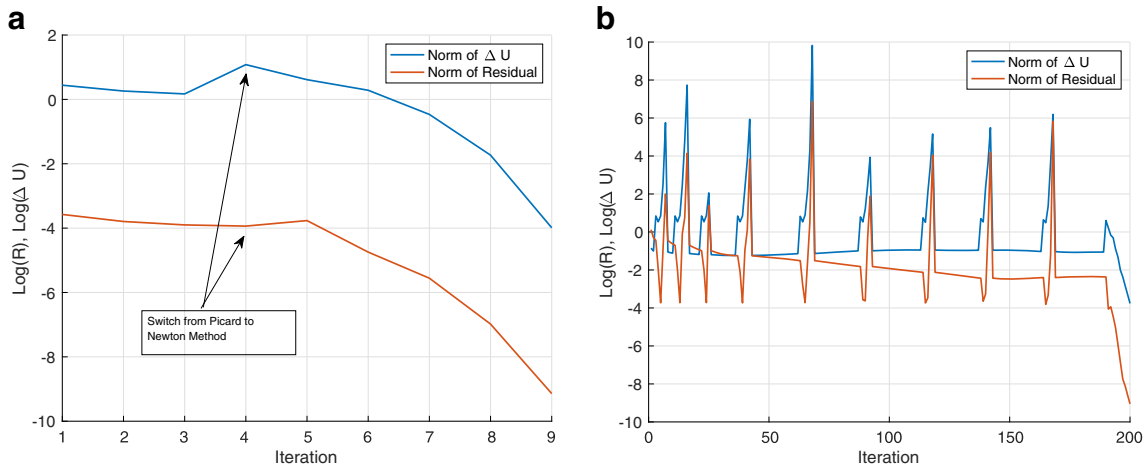 a
b
2
0
-2
-4
-6
-8
-10
Log(R), Log(Δ U)
1
2
3
4
5
6
7
8
9
Iteration
Norm of Δ U
Norm of Residual
Switch from Picard to
Newton Method
10
8
6
4
2
0
-2
-4
-6
-8
-10
Log(R), Log(Δ U)
0
50
100
150
200
Iteration
Norm of Δ U
Norm of Residual